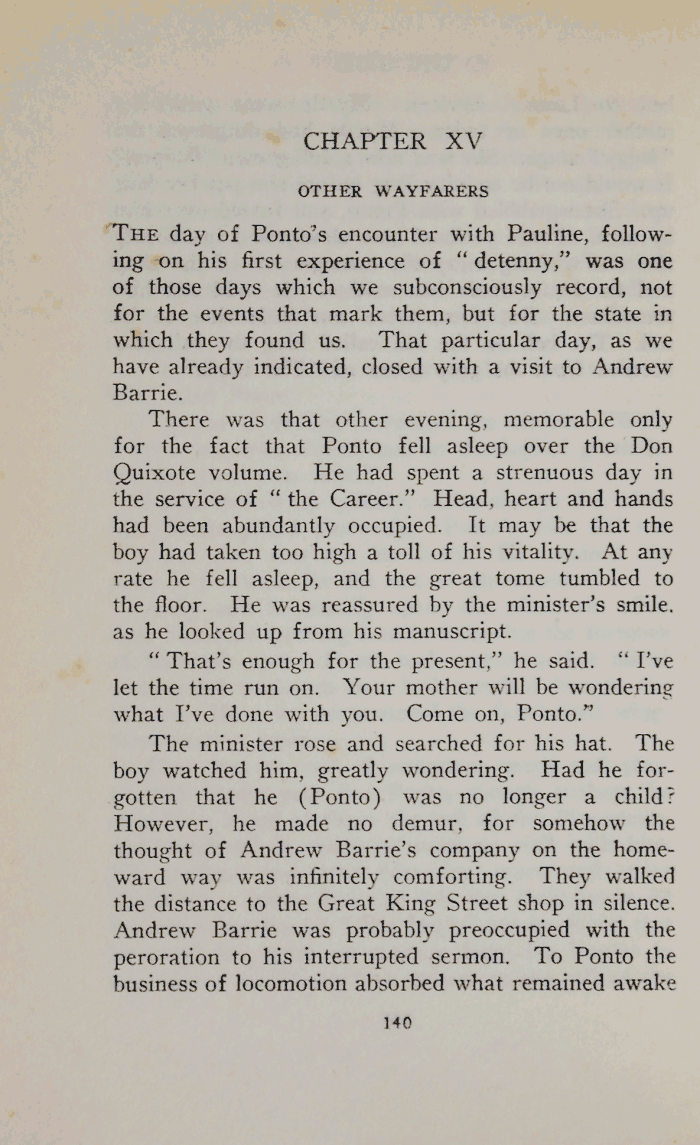 CHAPTER XV
OTHER WAYFARERS
THE day of Ponto's encounter with Pauline, follow-
ing on his first experience of " detenny," was one
of those days which we subconsciously record, not
for the events that mark them, but for the state in
which they found us. That particular day, as we
have already indicated, closed with a visit to Andrew
Barrie.
There was that other evening, memorable only
for the fact that Ponto fell asleep over the Don
Quixote volume. He had spent a strenuous day in
the service of " the Career." Head, heart and hands
had been abundantly occupied. It may be that the
boy had taken too high a toll of his vitality. At any
rate he fell asleep, and the great tome tumbled to
the floor. He was reassured by the minister's smile.
as he looked up from his manuscript.
" That's enough for the present," he said. " I've
let the time run on. Your mother will be wondering
what I've done with you. Come on, Ponto."
The minister rose and searched for his hat. The
boy watched him, greatly wondering. Had he for-
gotten that he (Ponto) was no longer a child?
However, he made no demur, for somehow the
thought of Andrew Barrie's company on the home-
ward way was infinitely comforting. They walked
the distance to the Great King Street shop in silence.
Andrew Barrie was probably preoccupied with the
peroration to his interrupted sermon. To Ponto the
business of locomotion absorbed what remained awake
140